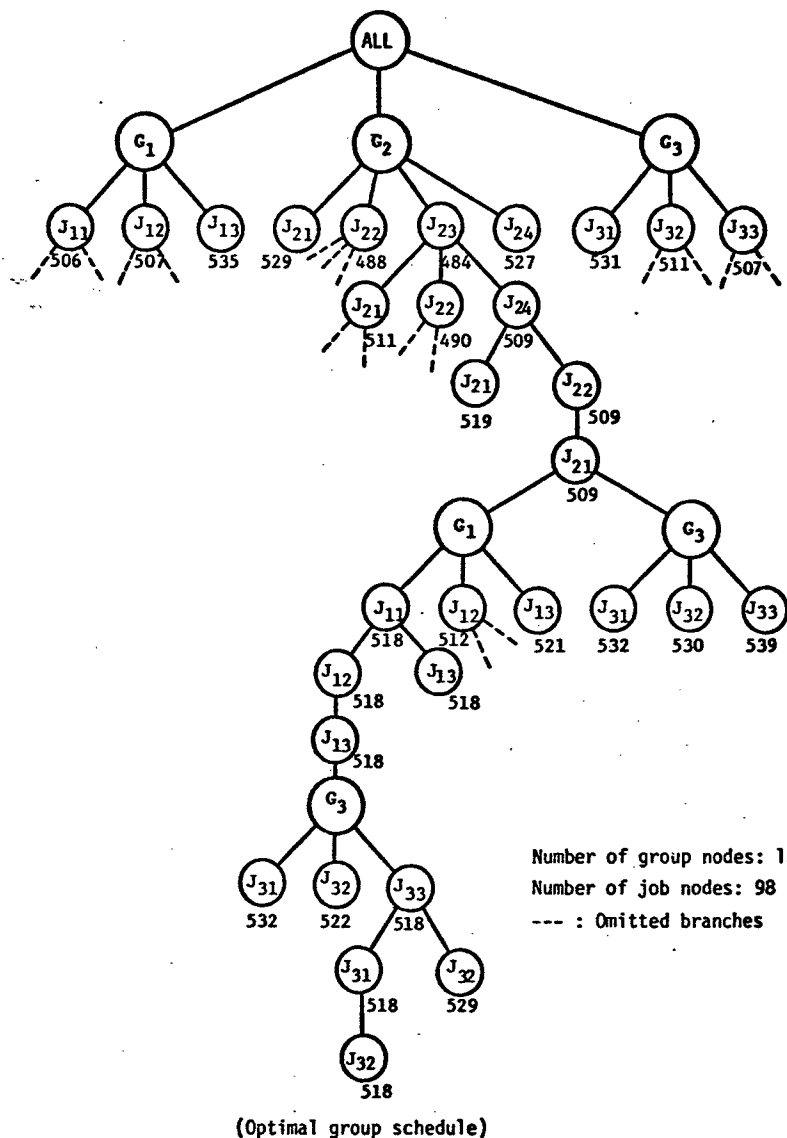 ALL
G1 G2 G3
J11 J12 J13 J21 J22 J23 J24 J31 J32 J33
506 507 535 529 488 484 527 531 511 507
J21 J22 J24
511 490 509
J21 J22
519 509
J21
509
G1 G3
J11 J12 J13 J31 J32 J33
518 512 521 532 530 539
J12 J13
518 518
J13
518
G3
J31 J32 J33
532 522 518
Number of group nodes: 1
Number of job nodes: 98
--- : Omitted branches
J31 J32
518 529
J32
518
(Optimal group schedule)